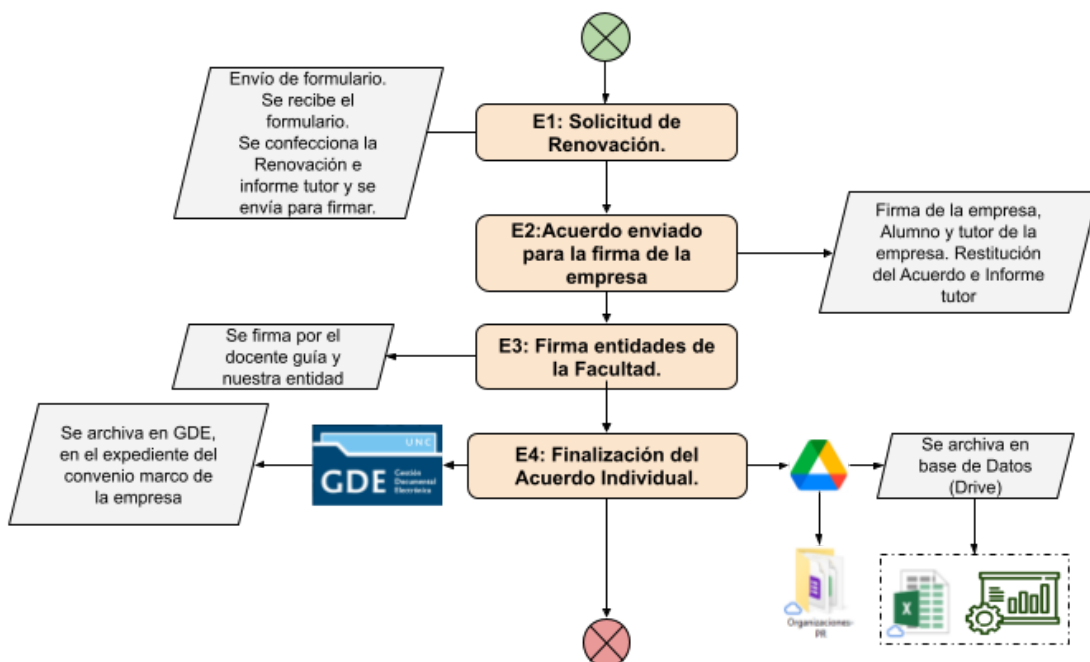 Envío de formulario.
Se recibe el
formulario.
Se confecciona la
Renovación e
informe tutor y se
envía para firmar.
E1: Solicitud de
Renovación.
E2:Acuerdo enviado
para la firma de la
empresa
Firma de la empresa,
Alumno y tutor de la
empresa. Restitución
del Acuerdo e Informe
tutor
Se firma por el
docente guía y
nuestra entidad
E3: Firma entidades de
la Facultad.
Se archiva en GDE,
en el expediente del
convenio marco de
la empresa
UNC
GDE
Gestión
Documental
Electrónica
E4: Finalización del
Acuerdo Individual.
Se archiva en
base de Datos
(Drive)
Organizaciones-
PR
X